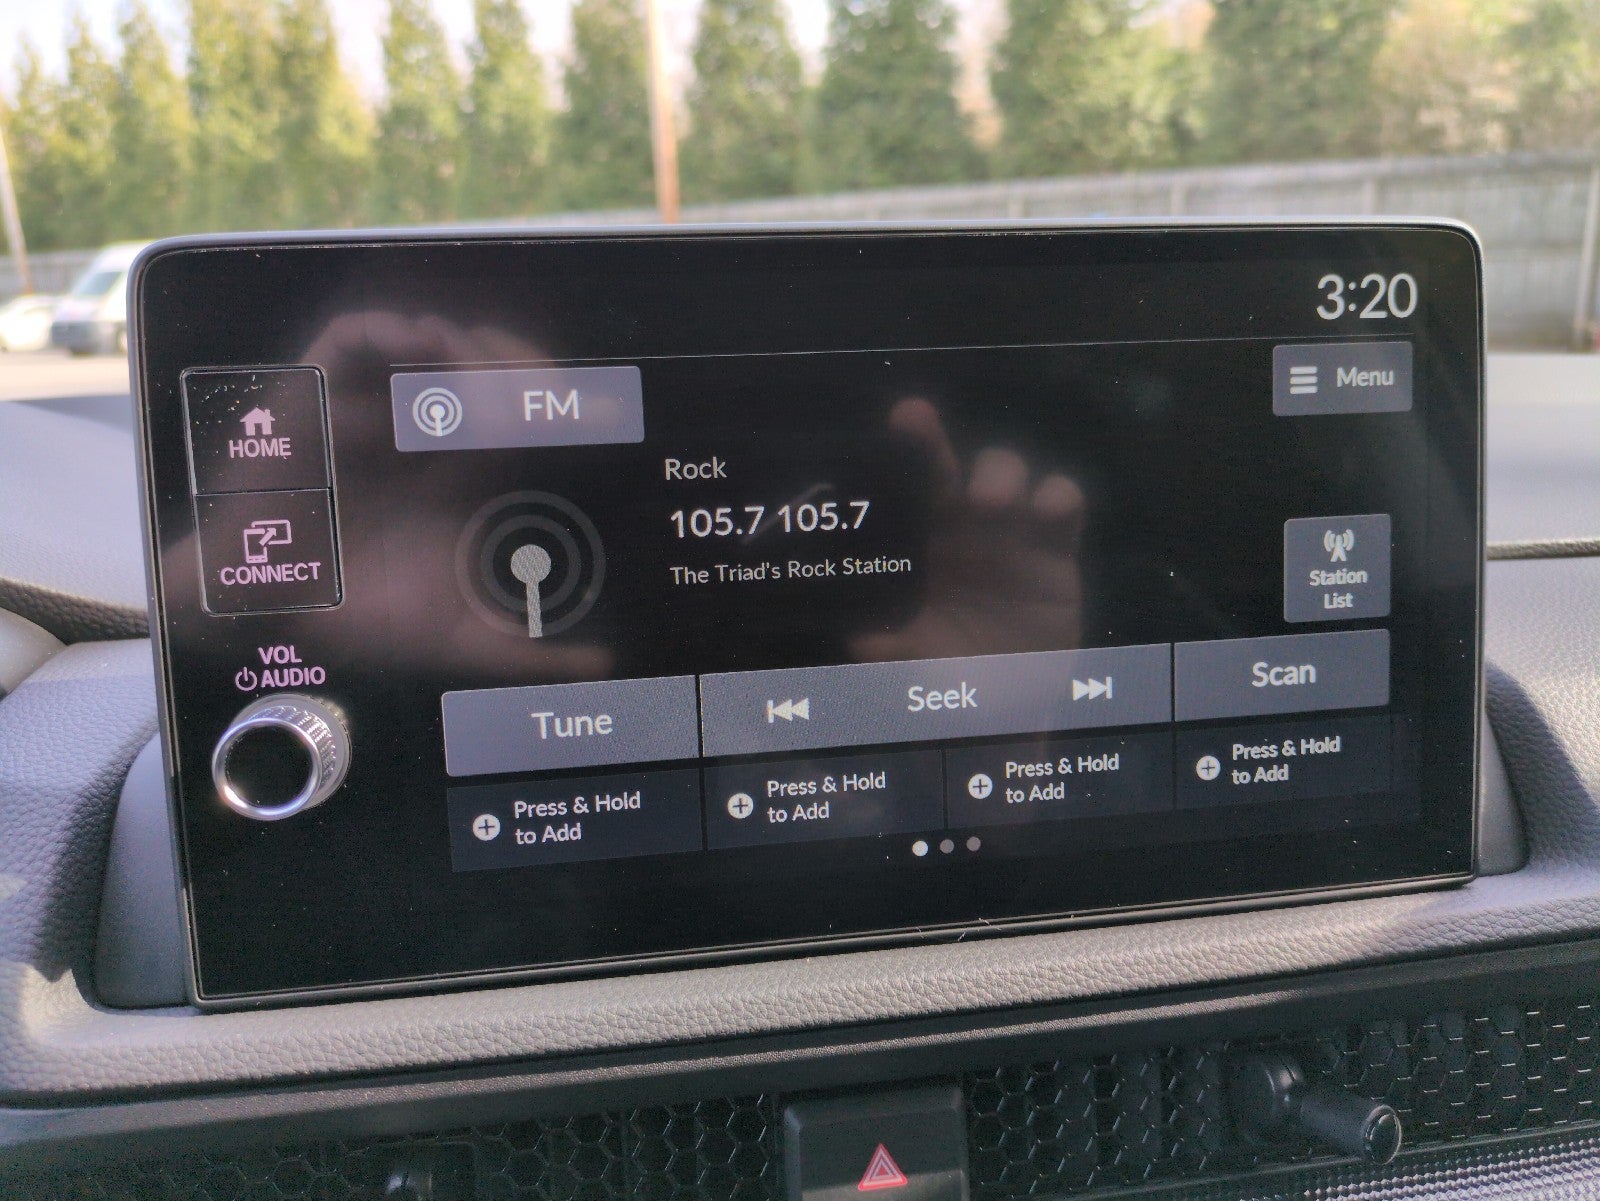 3:20
HOME
FM
Menu
Rock
105.7 105.7
The Triad's Rock Station
CONNECT
Station
List
VOL
AUDIO
Tune
Seek
Scan
Press & Hold
to Add
Press & Hold
to Add
Press & Hold
to Add
Press & Hold
to Add